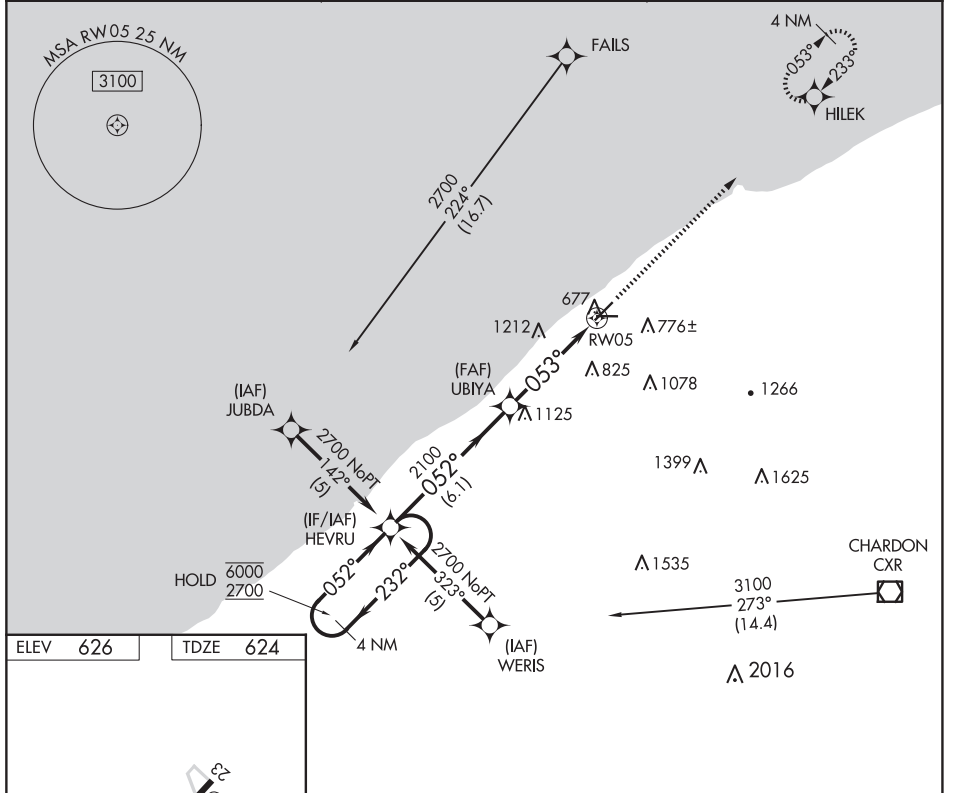 MSA RW05 25 NM
3100
FAILS
4 NM
053°
233°
HILEK
2700
224°
(16.7)
677
1212
RW05
776±
(FAF)
UBIYA
053°
825
1078
1266
(IAF)
JUBDA
1125
2700 NoPT
142°
(5)
2100
052°
(6.1)
1399
1625
(IF/IAF)
HEVRU
2700 NoPT
323°
(5)
1535
CHARDON
CXR
HOLD
6000
2700
052°
232°
3100
273°
(14.4)
4 NM
(IAF)
WERIS
2016
ELEV 626
TDZE 624
23